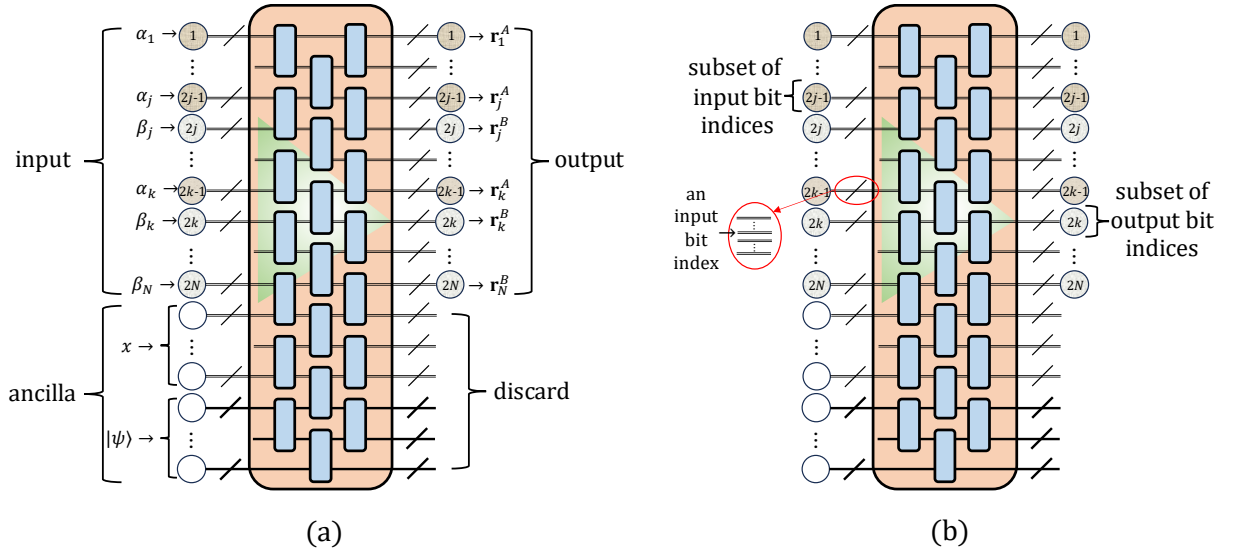 α₁ → 1 1 → r₁ᴬ
⋮ ⋮
αⱼ → 2j-1 2j-1 → rⱼᴬ
βⱼ → 2j 2j → rⱼᴮ
input ⋮ ⋮ output
αₖ → 2k-1 2k-1 → rₖᴬ
βₖ → 2k 2k → rₖᴮ
⋮ ⋮
β_N → 2N 2N → r_Nᴮ
x → ⋮
ancilla discard
|ψ⟩ → ⋮ ⋮
(a)
1 1
⋮ ⋮
subset of
input bit
indices
2j-1 2j-1
2j 2j
⋮ ⋮
2k-1 2k-1
2k 2k
an
input
bit →
index
subset of
output bit
indices
⋮ ⋮
2N 2N
⋮ ⋮
⋮ ⋮
(b)